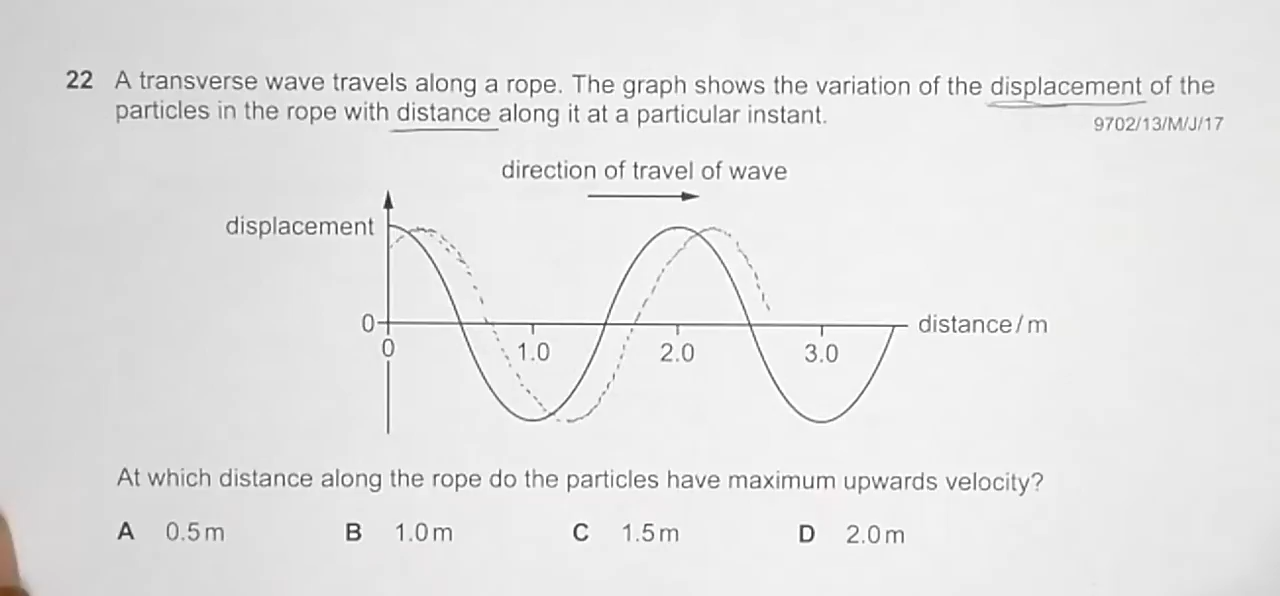 22 A transverse wave travels along a rope. The graph shows the variation of the displacement of the
particles in the rope with distance along it at a particular instant.
9702/13/M/J/17
direction of travel of wave
displacement
0
distance/m
0 1.0 2.0 3.0
At which distance along the rope do the particles have maximum upwards velocity?
A 0.5 m B 1.0 m C 1.5 m D 2.0 m